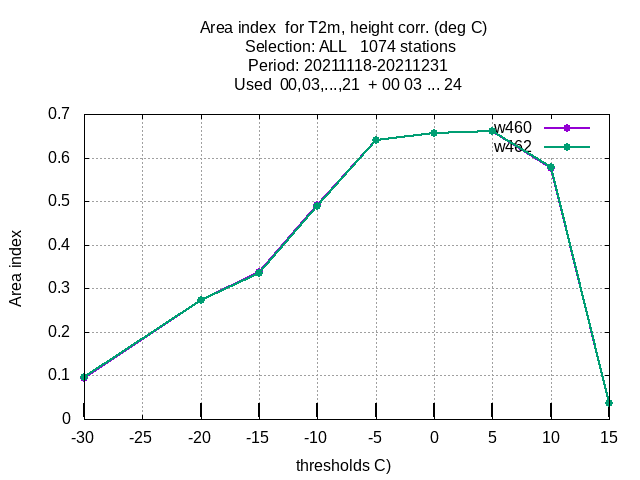 Area index  for T2m, height corr. (deg C)
Selection: ALL   1074 stations
Period: 20211118-20211231
Used  00,03,...,21  + 00 03 ... 24
0.7
w460
w462
0.6
0.5
0.4
0.3
0.2
0.1
0
Area index
-30 -25 -20 -15 -10 -5 0 5 10 15
thresholds C)